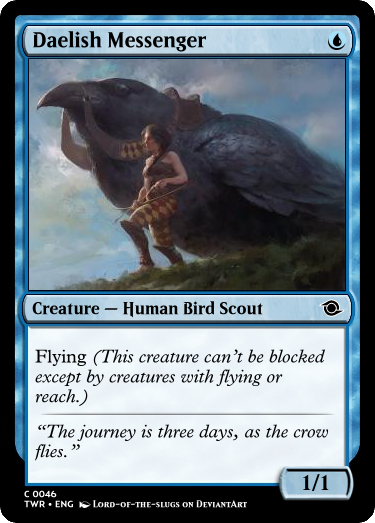 Daelish Messenger
Creature — Human Bird Scout
Flying (This creature can't be blocked
except by creatures with flying or
reach.)
“The journey is three days, as the crow
flies.”
1/1
C 0046
TWR • ENG Lord-of-the-slugs on DeviantArt